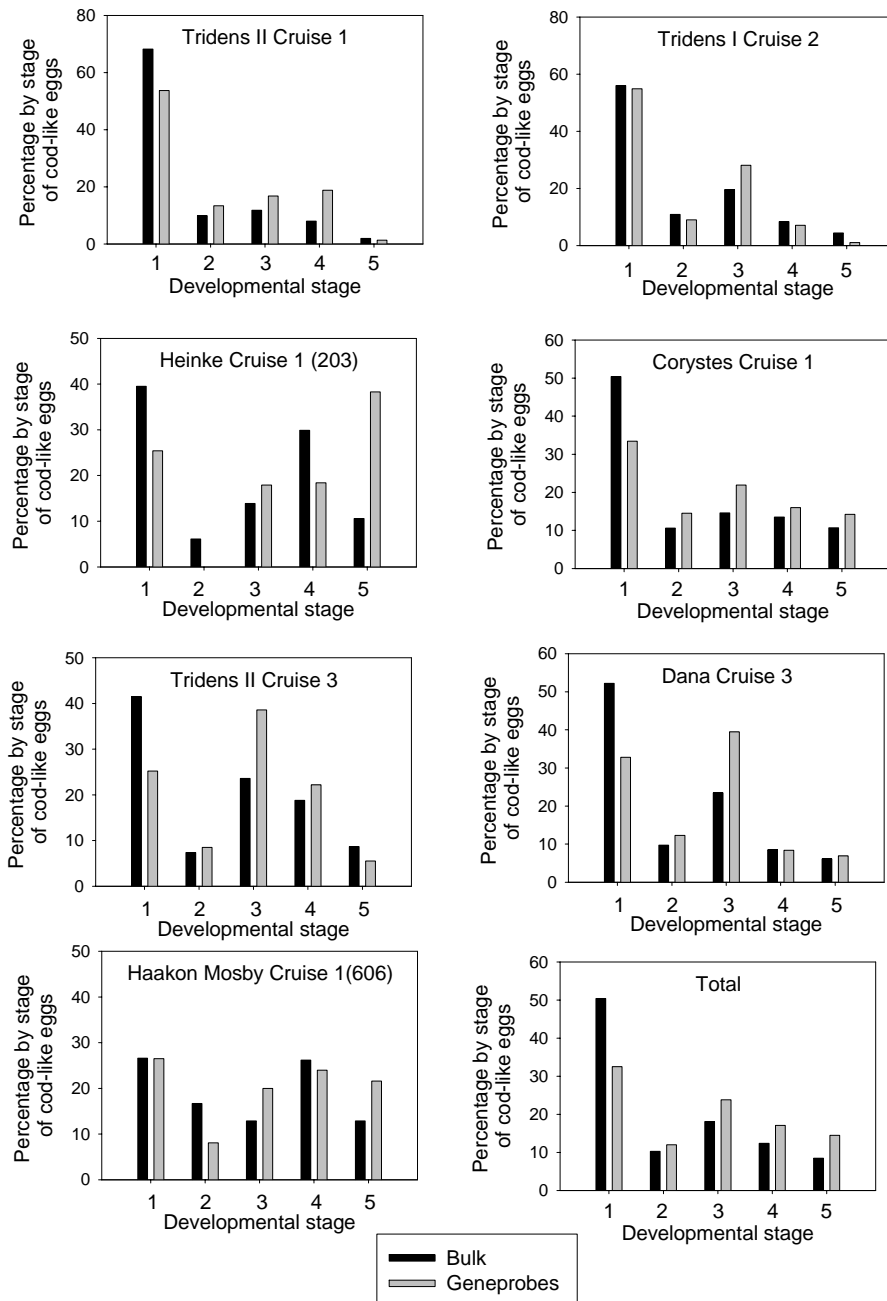 Tridens II Cruise 1
Percentage by stage
of cod-like eggs
80
60
40
20
0
1 2 3 4 5
Developmental stage
Tridens I Cruise 2
Percentage by stage
of cod-like eggs
80
60
40
20
0
1 2 3 4 5
Developmental stage
Heinke Cruise 1 (203)
Percentage by stage
of cod-like eggs
50
40
30
20
10
0
1 2 3 4 5
Developmental stage
Corystes Cruise 1
Percentage by stage
of cod-like eggs
60
50
40
30
20
10
0
1 2 3 4 5
Developmental stage
Tridens II Cruise 3
Percentage by stage
of cod-like eggs
50
40
30
20
10
0
1 2 3 4 5
Developmental stage
Dana Cruise 3
Percentage by stage
of cod-like eggs
60
50
40
30
20
10
0
1 2 3 4 5
Developmental stage
Haakon Mosby Cruise 1(606)
Percentage by stage
of cod-like eggs
50
40
30
20
10
0
1 2 3 4 5
Developmental stage
Total
Percentage by stage
of cod-like eggs
60
50
40
30
20
10
0
1 2 3 4 5
Developmental stage
Bulk
Geneprobes